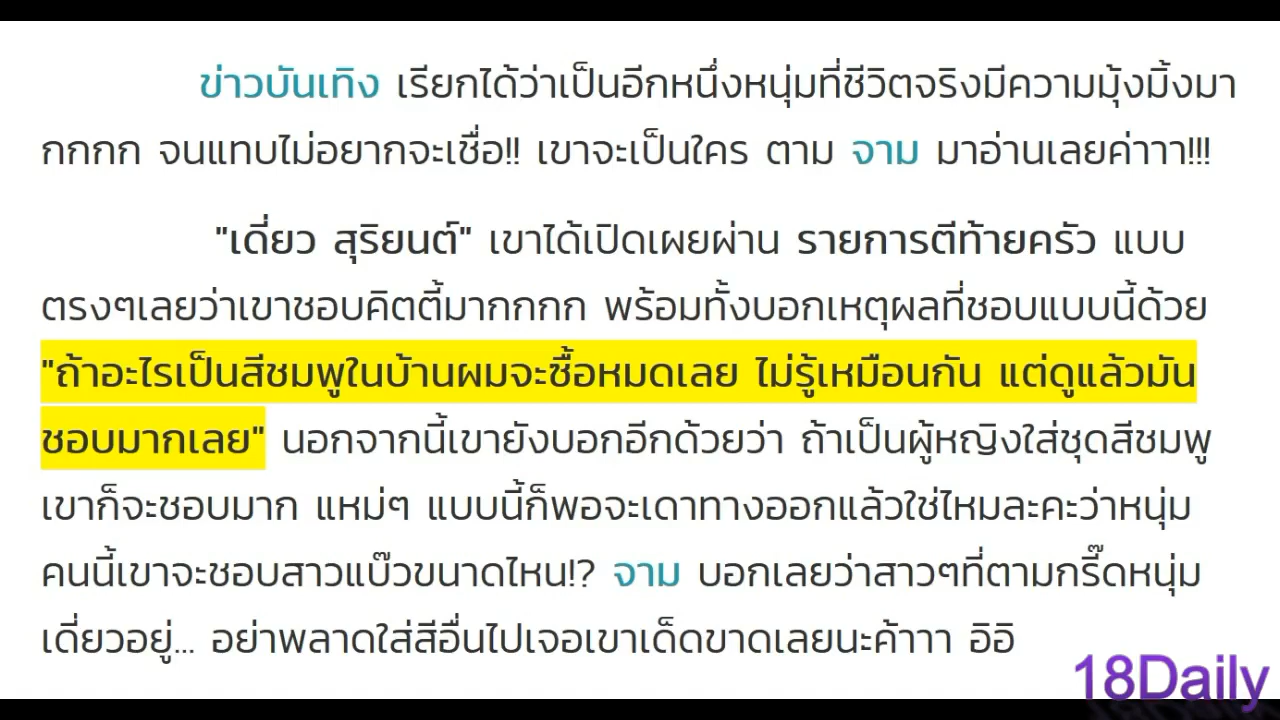 ข่าวบันเทิง เรียกได้ว่าเป็นอีกหนึ่งหนุ่มที่ชีวิตจริงมีความมุ้งมิ้งมา
กกกก จนแทบไม่อยากจะเชื่อ!! เขาจะเป็นใคร ตาม จาม มาอ่านเลยค่าาา!!!
"เดี่ยว สุริยนต์" เขาได้เปิดเผยผ่าน รายการตีท้ายครัว แบบ
ตรงๆเลยว่าเขาชอบคิตตี้มากกกก พร้อมทั้งบอกเหตุผลที่ชอบแบบนี้ด้วย
"ถ้าอะไรเป็นสีชมพูในบ้านผมจะซื้อหมดเลย ไม่รู้เหมือนกัน แต่ดูแล้วมัน
ชอบมากเลย" นอกจากนี้เขายังบอกอีกด้วยว่า ถ้าเป็นผู้หญิงใส่ชุดสีชมพู
เขาก็จะชอบมาก แหม่ๆ แบบนี้ก็พอจะเดาทางออกแล้วใช่ไหมละคะว่าหนุ่ม
คนนี้เขาจะชอบสาวแบ๊วขนาดไหน!? จาม บอกเลยว่าสาวๆที่ตามกรี๊ดหนุ่ม
เดี่ยวอยู่... อย่าพลาดใส่สีอื่นไปเจอเขาเด็ดขาดเลยนะค้าาา อิอิ
18Daily